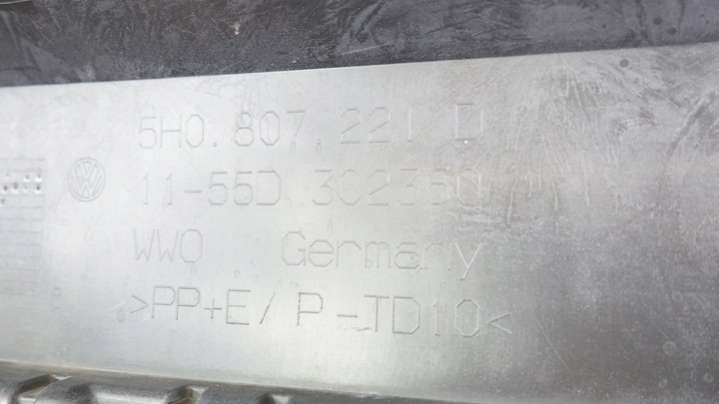 5H0.807.221 D
11-55D.302350
WWO Germany
>PP+E/P-TD10<